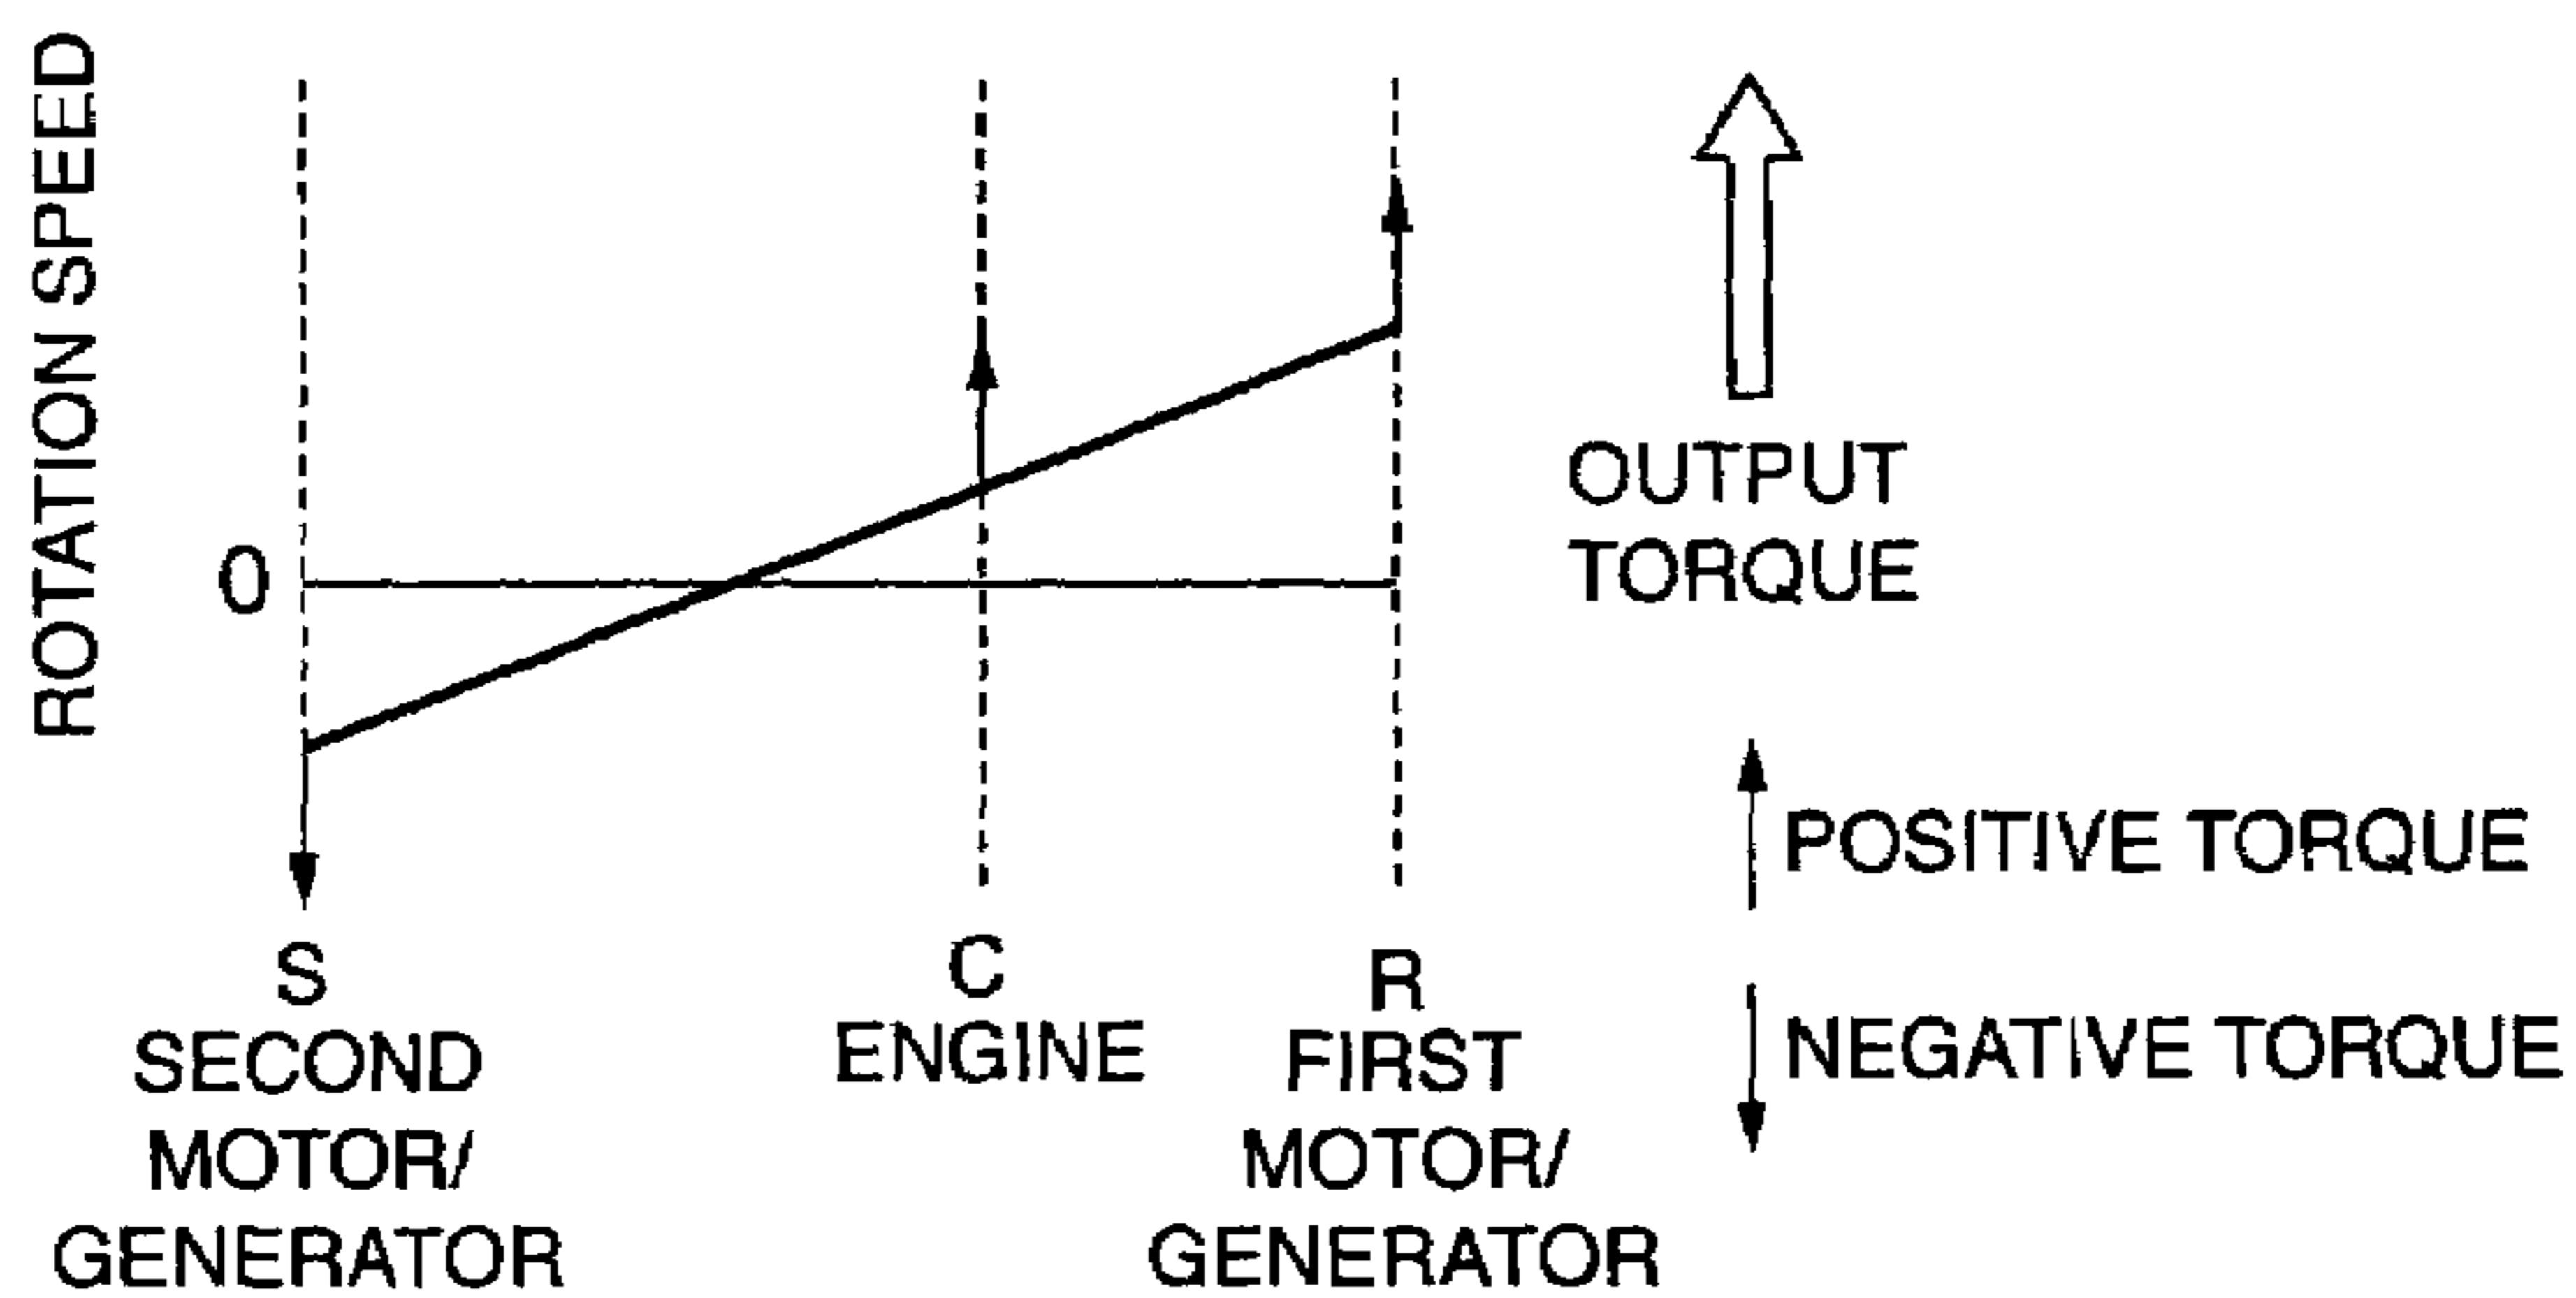 ROTATION SPEED
0
OUTPUT
TORQUE
POSITIVE TORQUE
NEGATIVE TORQUE
S
SECOND
MOTOR/
GENERATOR
C
ENGINE
R
FIRST
MOTOR/
GENERATOR